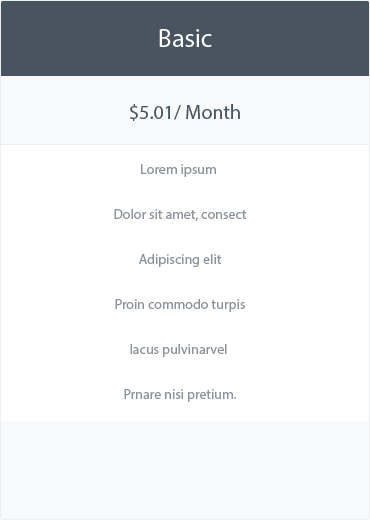 Basic
$5.01/ Month
Lorem ipsum
Dolor sit amet, consect
Adipiscing elit
Proin commodo turpis
lacus pulvinarvel
Prnare nisi pretium.